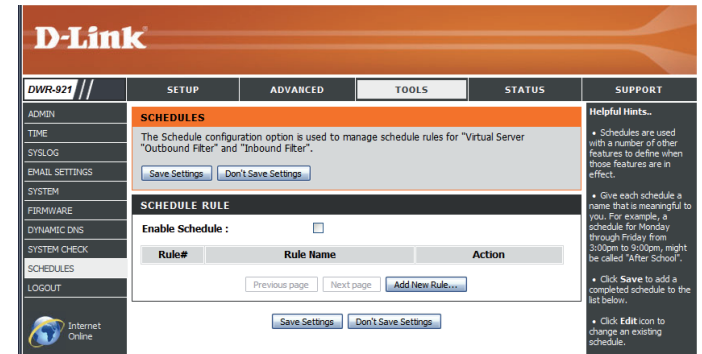 D-Link
DWR-921
SETUP
ADVANCED
TOOLS
STATUS
SUPPORT
ADMIN
TIME
SYSLOG
EMAIL SETTINGS
SYSTEM
FIRMWARE
DYNAMIC DNS
SYSTEM CHECK
SCHEDULES
LOGOUT
Internet
Online
SCHEDULES
The Schedule configuration option is used to manage schedule rules for "Virtual Server
"Outbound Filter" and "Inbound Filter".
Save Settings
Don't Save Settings
SCHEDULE RULE
Enable Schedule :
Rule#
Rule Name
Action
Previous page
Next page
Add New Rule...
Save Settings
Don't Save Settings
Helpful Hints..
• Schedules are used
with a number of other
features to define when
those features are in
effect.
• Give each schedule a
name that is meaningful to
you. For example, a
schedule for Monday
through Friday from
3:00pm to 9:00pm, might
be called "After School".
• Click Save to add a
completed schedule to the
list below.
• Click Edit icon to
change an existing
schedule.